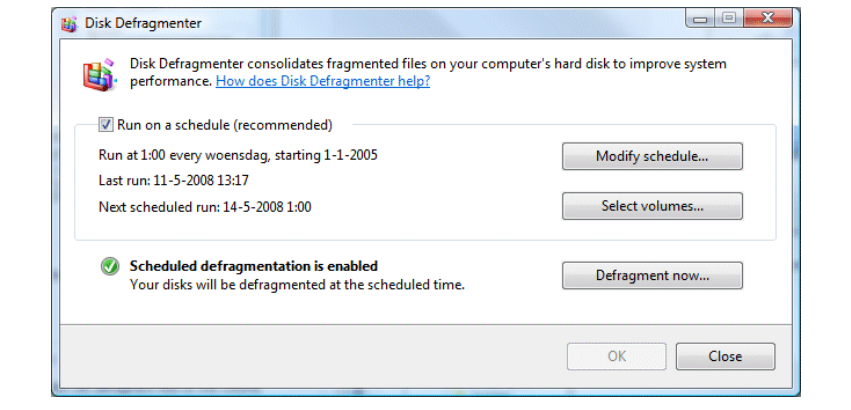 Disk Defragmenter
Disk Defragmenter consolidates fragmented files on your computer's hard disk to improve system
performance. How does Disk Defragmenter help?
Run on a schedule (recommended)
Run at 1:00 every woensdag, starting 1-1-2005
Modify schedule...
Last run: 11-5-2008 13:17
Next scheduled run: 14-5-2008 1:00
Select volumes...
Scheduled defragmentation is enabled
Your disks will be defragmented at the scheduled time.
Defragment now...
OK
Close